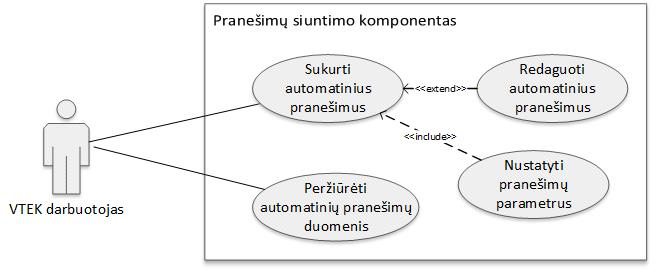 Pranešimų siuntimo komponentas
Sukurti
automatinius
pranešimus
<<extend>>
Redaguoti
automatinius
pranešimus
<<include>>
Nustatyti
pranešimų
parametrus
Peržiūrėti
automatinių pranešimų
duomenis
VTEK darbuotojas